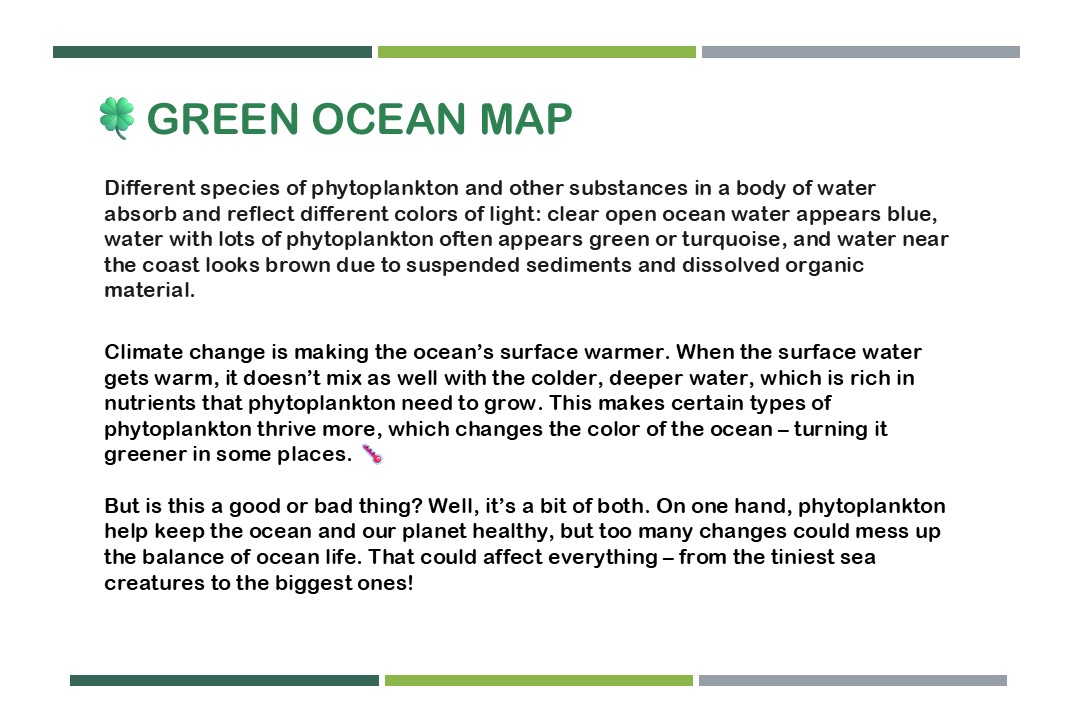 GREEN OCEAN MAP
Different species of phytoplankton and other substances in a body of water
absorb and reflect different colors of light: clear open ocean water appears blue,
water with lots of phytoplankton often appears green or turquoise, and water near
the coast looks brown due to suspended sediments and dissolved organic
material.
Climate change is making the ocean’s surface warmer. When the surface water
gets warm, it doesn’t mix as well with the colder, deeper water, which is rich in
nutrients that phytoplankton need to grow. This makes certain types of
phytoplankton thrive more, which changes the color of the ocean – turning it
greener in some places.
But is this a good or bad thing? Well, it’s a bit of both. On one hand, phytoplankton
help keep the ocean and our planet healthy, but too many changes could mess up
the balance of ocean life. That could affect everything – from the tiniest sea
creatures to the biggest ones!